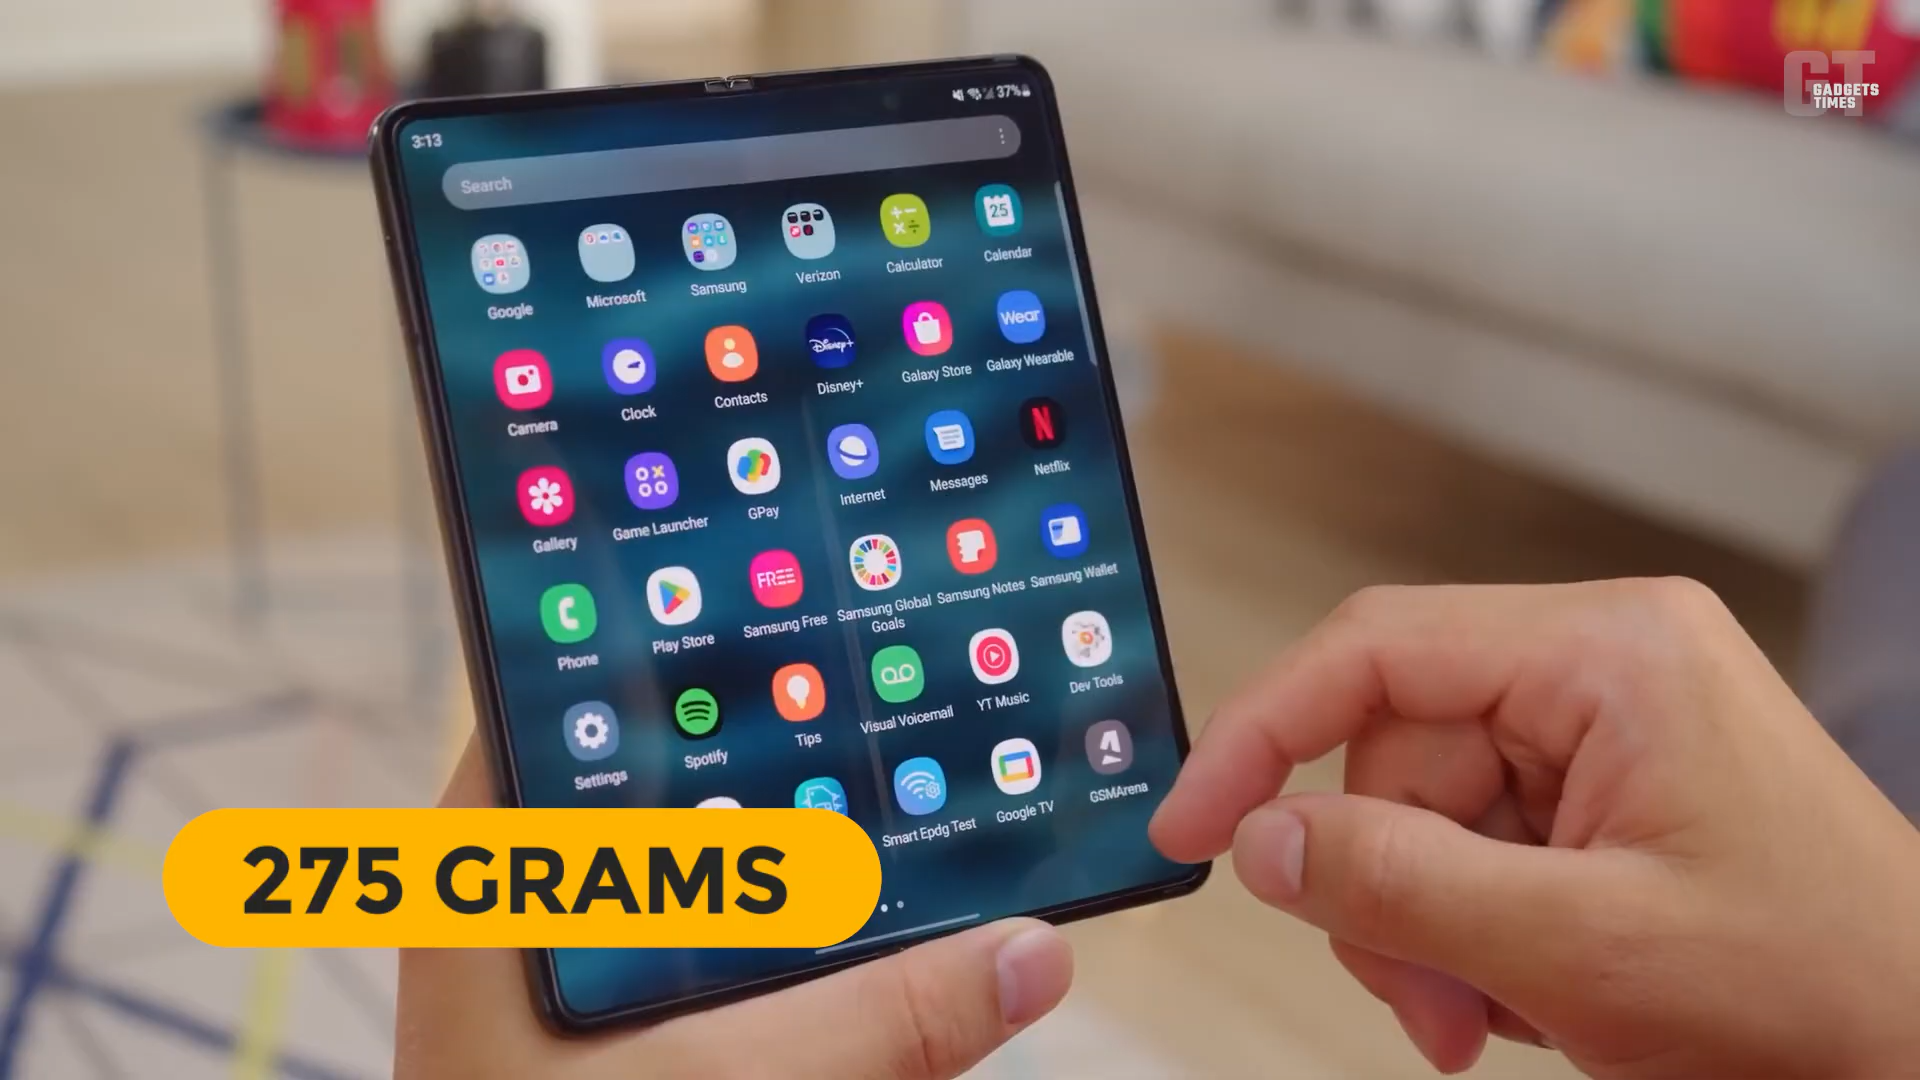 GT
GADGETS
TIMES
3:13
37%
Search
Google
Microsoft
Samsung
Verizon
Calculator
25
Calendar
Camera
Clock
Contacts
Disney+
Disney+
Galaxy Store
Wear
Galaxy Wearable
Gallery
Game Launcher
GPay
Internet
Messages
N
Netflix
Phone
Play Store
FREE
Samsung Free
Samsung Global
Goals
Samsung Notes
Samsung Wallet
Settings
Spotify
Tips
Visual Voicemail
YT Music
Dev Tools
Smart Epdg Test
Google TV
GSMArena
275 GRAMS